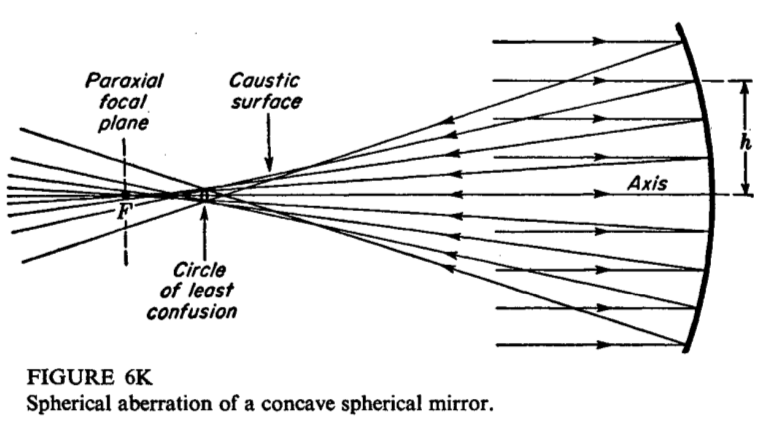 Paraxial
focal
plane
Caustic
surface
h
Axis
F
Circle
of least
confusion
FIGURE 6K
Spherical aberration of a concave spherical mirror.